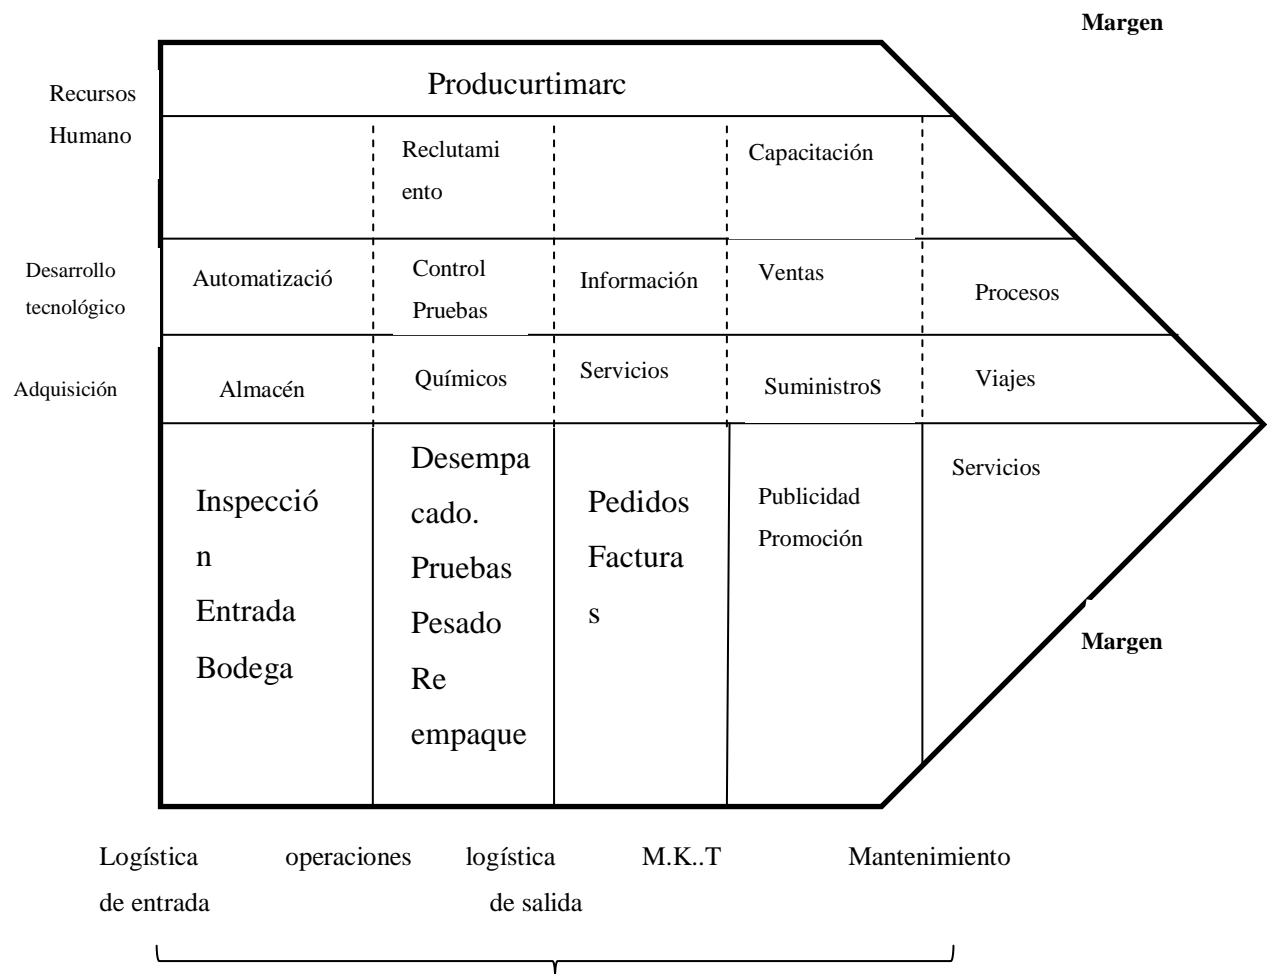 Margen
Producurtimarc
Recursos
Humano
Reclutami
ento
Capacitación
Desarrollo
tecnológico
Automatizació
Control
Pruebas
Información
Ventas
Procesos
Adquisición
Almacén
Químicos
Servicios
SuministroS
Viajes
Inspecció
n
Entrada
Bodega
Desempa
cado.
Pruebas
Pesado
Re
empaque
Pedidos
Factura
s
Publicidad
Promoción
Servicios
Margen
Logística operaciones logística M.K..T Mantenimiento
de entrada de salida